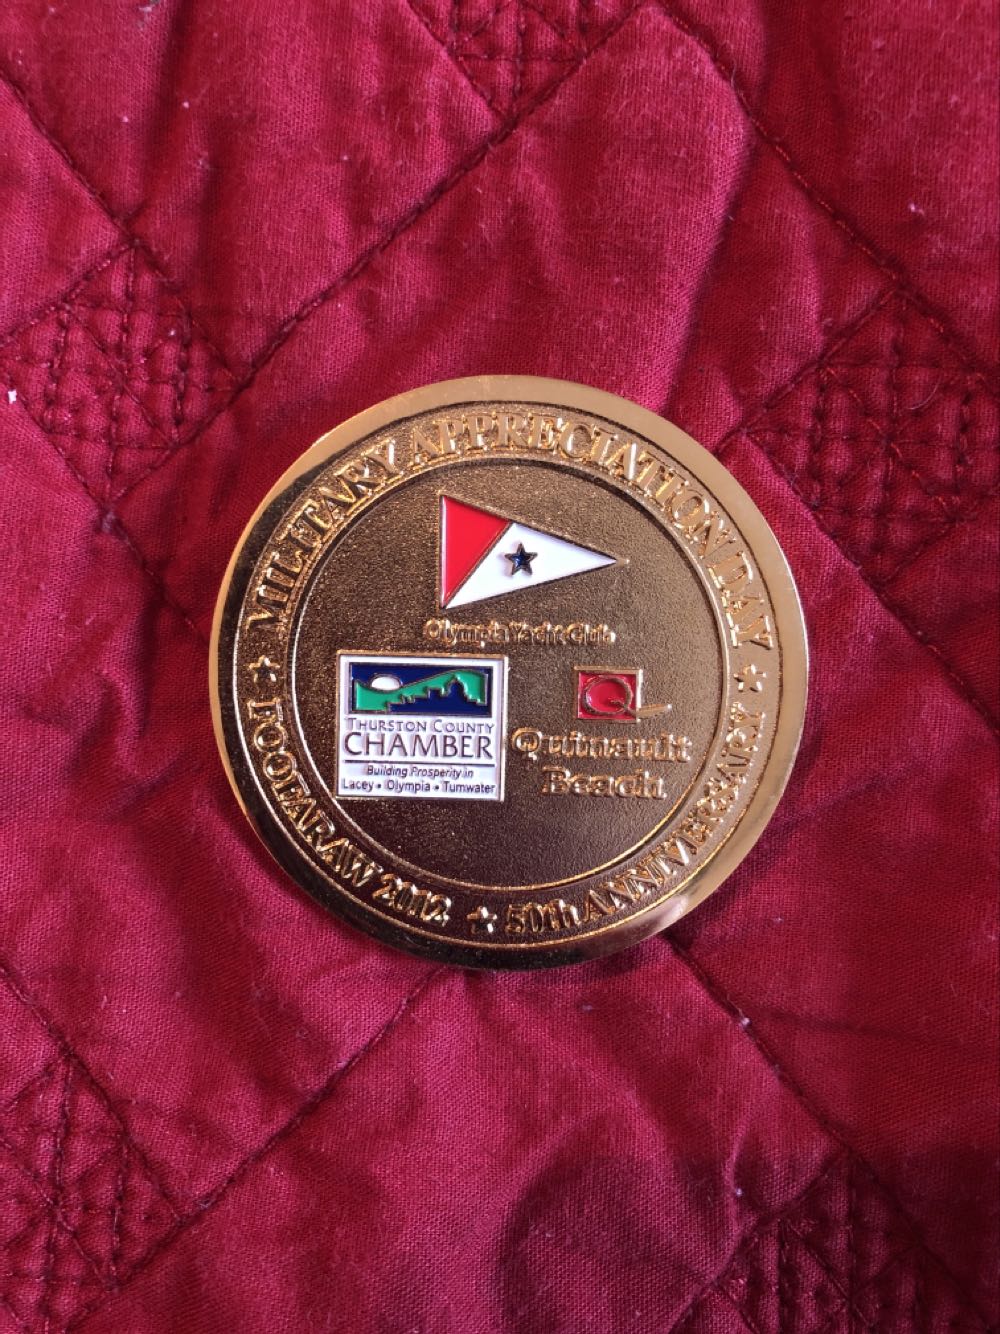 MILITARY APPRECIATION DAY
Olympia Yacht Club
THURSTON COUNTY
CHAMBER
Building Prosperity in
Lacey • Olympia • Tumwater
Q
Quinault
Beach
FOOFARAW 2012 ★ 50th ANNIVERSARY